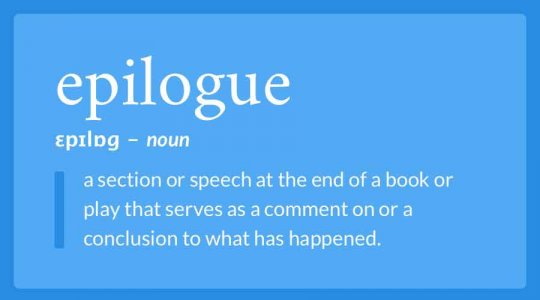 epilogue
ɛpɪlɒg – noun
a section or speech at the end of a book or
play that serves as a comment on or a
conclusion to what has happened.